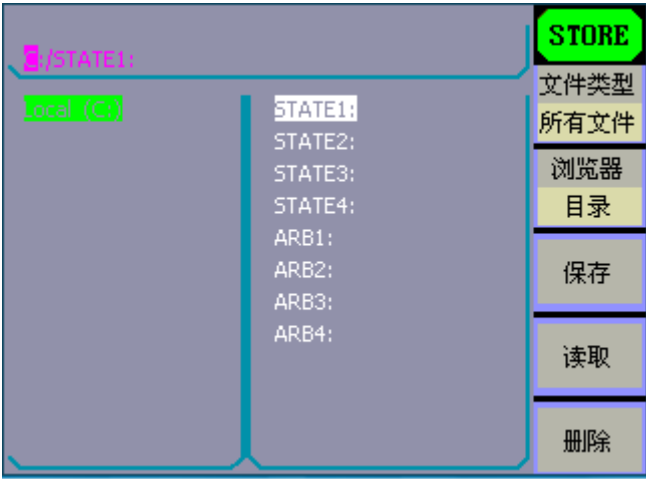 C:/STATE1:
Local (C:)
STATE1:
STATE2:
STATE3:
STATE4:
ARB1:
ARB2:
ARB3:
ARB4:
STORE
文件类型
所有文件
浏览器
目录
保存
读取
删除